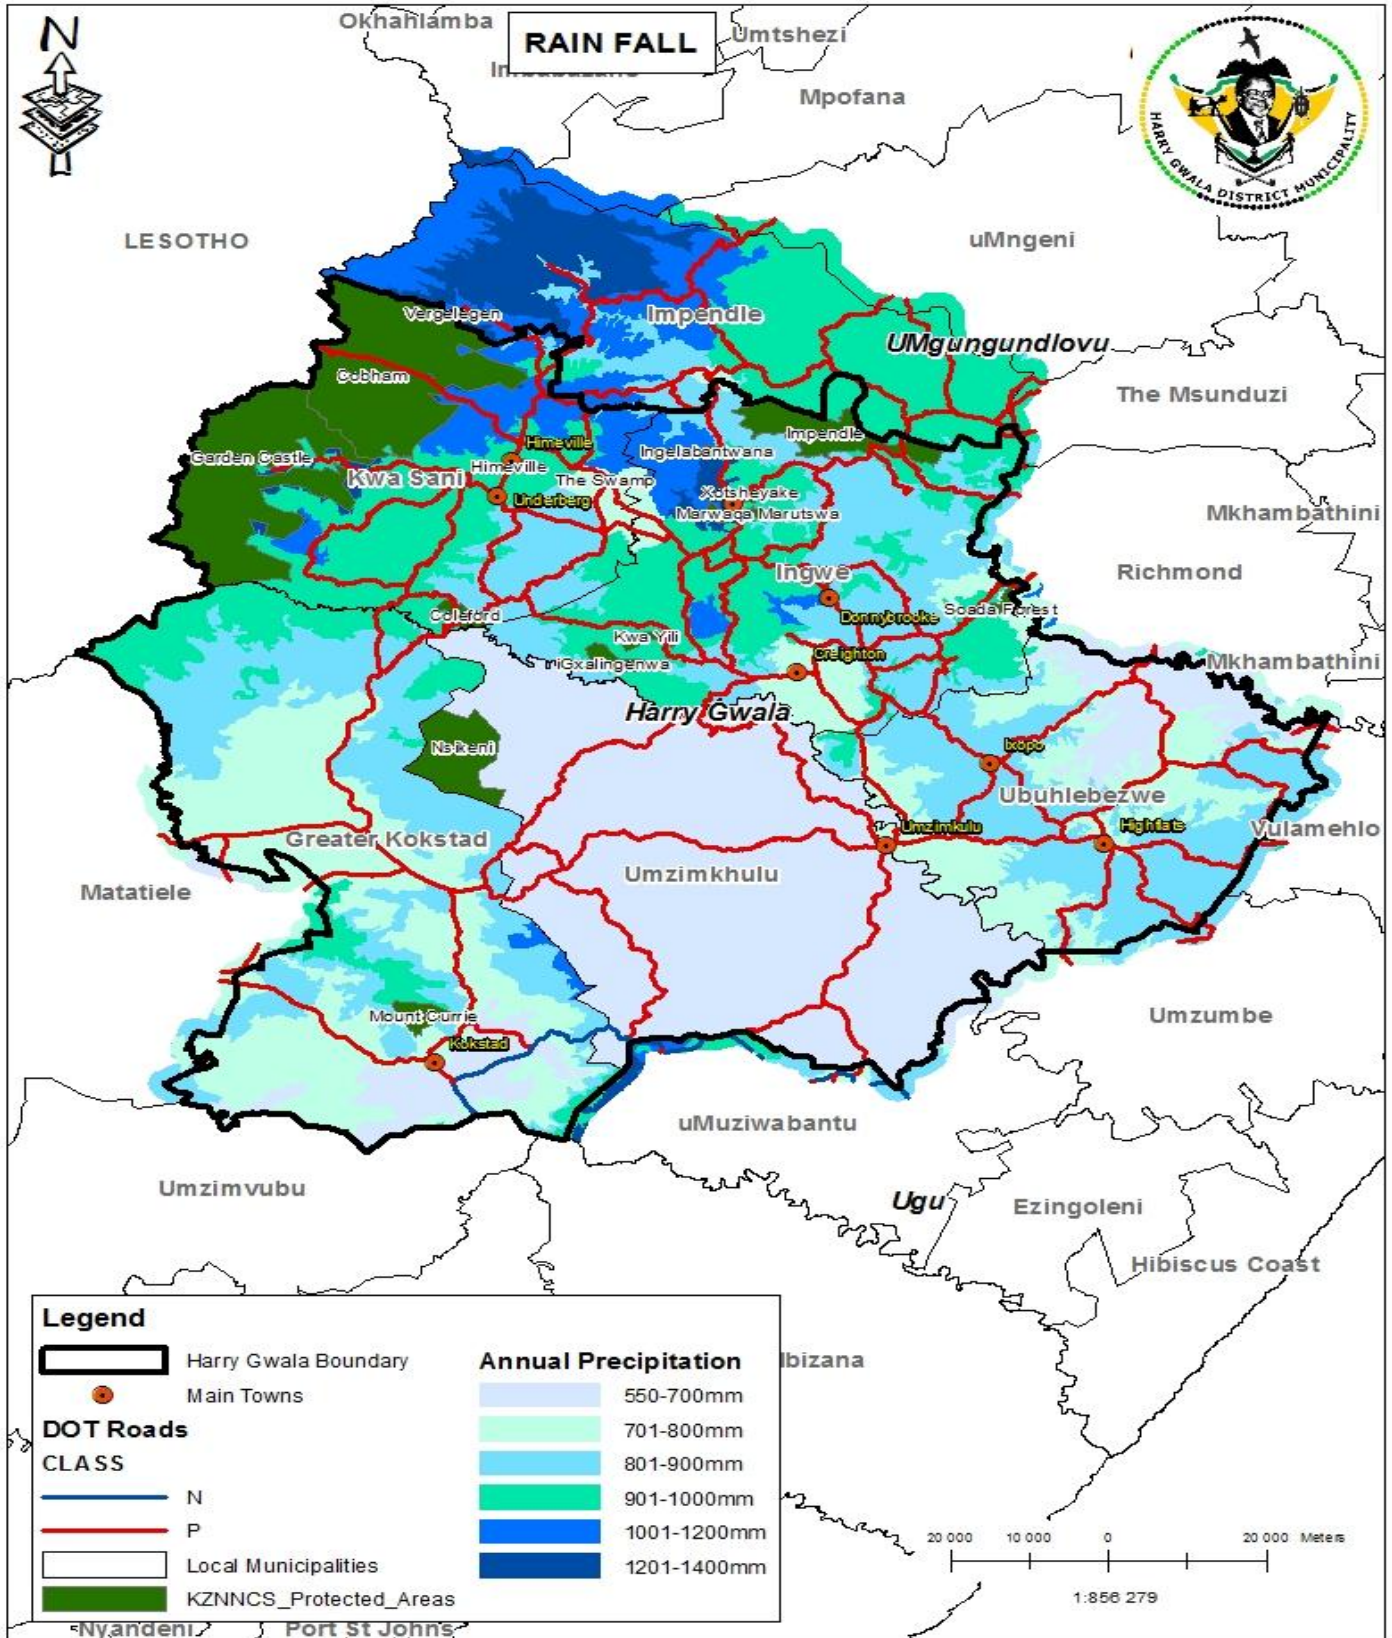 Okhahlamba
Umtshezi
RAIN FALL
N
Mpofana
HARRY GWALA DISTRICT MUNICIPALITY
LESOTHO
uMngeni
Vergelegen
Impendle
UMgungundlovu
Cobham
The Msunduzi
Impendle
Himeville
Ingelabantwana
Garden Castle
Himeville
Kwa Sani
The Swamp
Xotsheyake
Underberg
Marwaqa Marutswa
Mkhambathini
Ingwe
Richmond
Donnybrooke
Soada Forest
Coleford
Kwa Yili
Creighton
iGxalingenwa
Mkhambathini
Harry Gwala
Nsikeni
Ixopo
Ubuhlebezwe
Umzimkulu
Highflats
Vulamehlo
Greater Kokstad
Umzimkhulu
Matatiele
Mount Currie
Umzumbe
Kokstad
uMuziwabantu
Umzimvubu
Ugu
Ezingoleni
Hibiscus Coast
Legend
Harry Gwala Boundary
Main Towns
DOT Roads
CLASS
N
P
Local Municipalities
KZNNCS_Protected_Areas
Annual Precipitation
550-700mm
701-800mm
801-900mm
901-1000mm
1001-1200mm
1201-1400mm
20 000 10 000 0 20 000 Meters
1:856 279
Nyandeni
Port St Johns